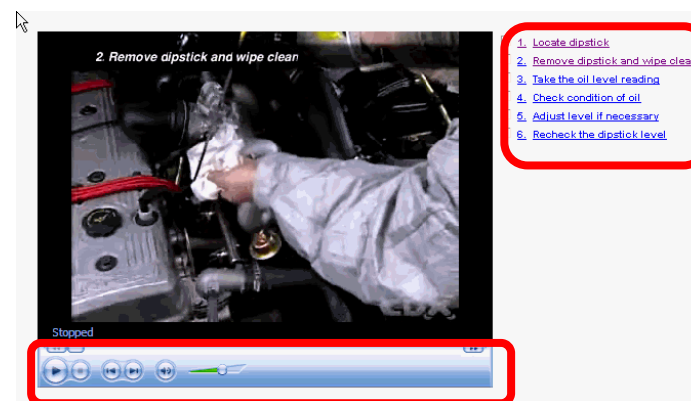 2. Remove dipstick and wipe clean
CDX
Stopped
1. Locate dipstick
2. Remove dipstick and wipe clea
3. Take the oil level reading
4. Check condition of oil
5. Adjust level if necessary
6. Recheck the dipstick level